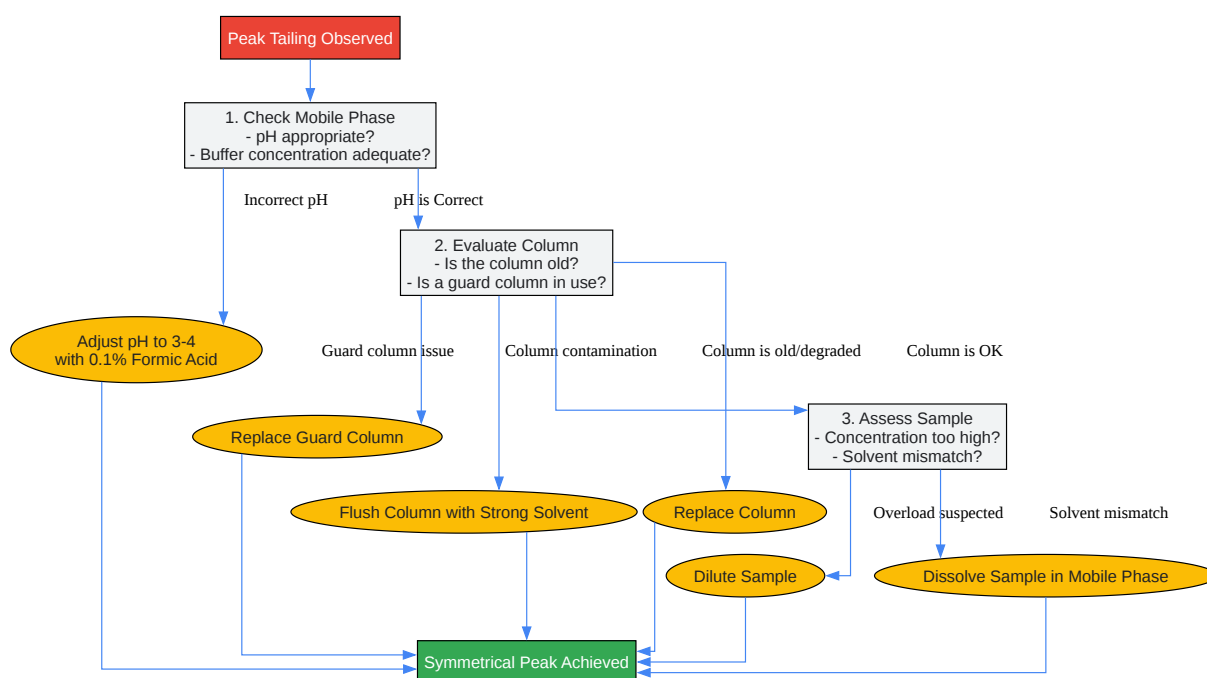 Peak Tailing Observed
1. Check Mobile Phase
- pH appropriate?
- Buffer concentration adequate?
Incorrect pH
pH is Correct
2. Evaluate Column
- Is the column old?
- Is a guard column in use?
Adjust pH to 3-4
with 0.1% Formic Acid
Guard column issue
Column contamination
Column is old/degraded
Column is OK
3. Assess Sample
- Concentration too high?
- Solvent mismatch?
Replace Guard Column
Flush Column with Strong Solvent
Replace Column
Overload suspected
Solvent mismatch
Dilute Sample
Dissolve Sample in Mobile Phase
Symmetrical Peak Achieved